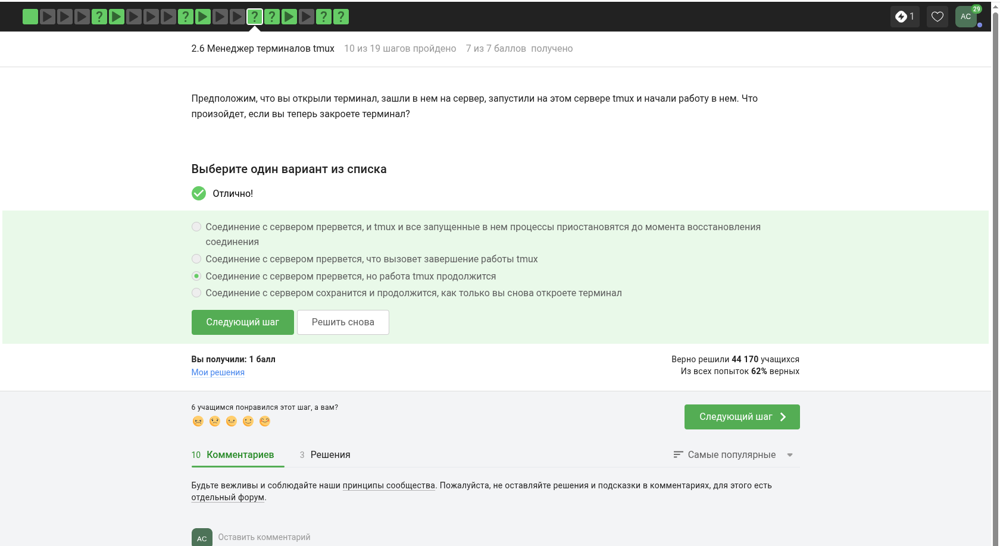 ? ? ? ? ? ?
1
29
AC
2.6 Менеджер терминалов tmux 10 из 19 шагов пройдено 7 из 7 баллов получено
Предположим, что вы открыли терминал, зашли в нем на сервер, запустили на этом сервере tmux и начали работу в нем. Что
произойдет, если вы теперь закроете терминал?
Выберите один вариант из списка
Отлично!
Соединение с сервером прервется, и tmux и все запущенные в нем процессы приостановятся до момента восстановления
соединения
Соединение с сервером прервется, что вызовет завершение работы tmux
Соединение с сервером прервется, но работа tmux продолжится
Соединение с сервером сохранится и продолжится, как только вы снова откроете терминал
Следующий шаг Решить снова
Вы получили: 1 балл
Мои решения
Верно решили 44 170 учащихся
Из всех попыток 62% верных
6 учащимся понравился этот шаг, а вам?
Следующий шаг
10 Комментариев 3 Решения Самые популярные
Будьте вежливы и соблюдайте наши принципы сообщества. Пожалуйста, не оставляйте решения и подсказки в комментариях, для этого есть
отдельный форум.
AC Оставить комментарий